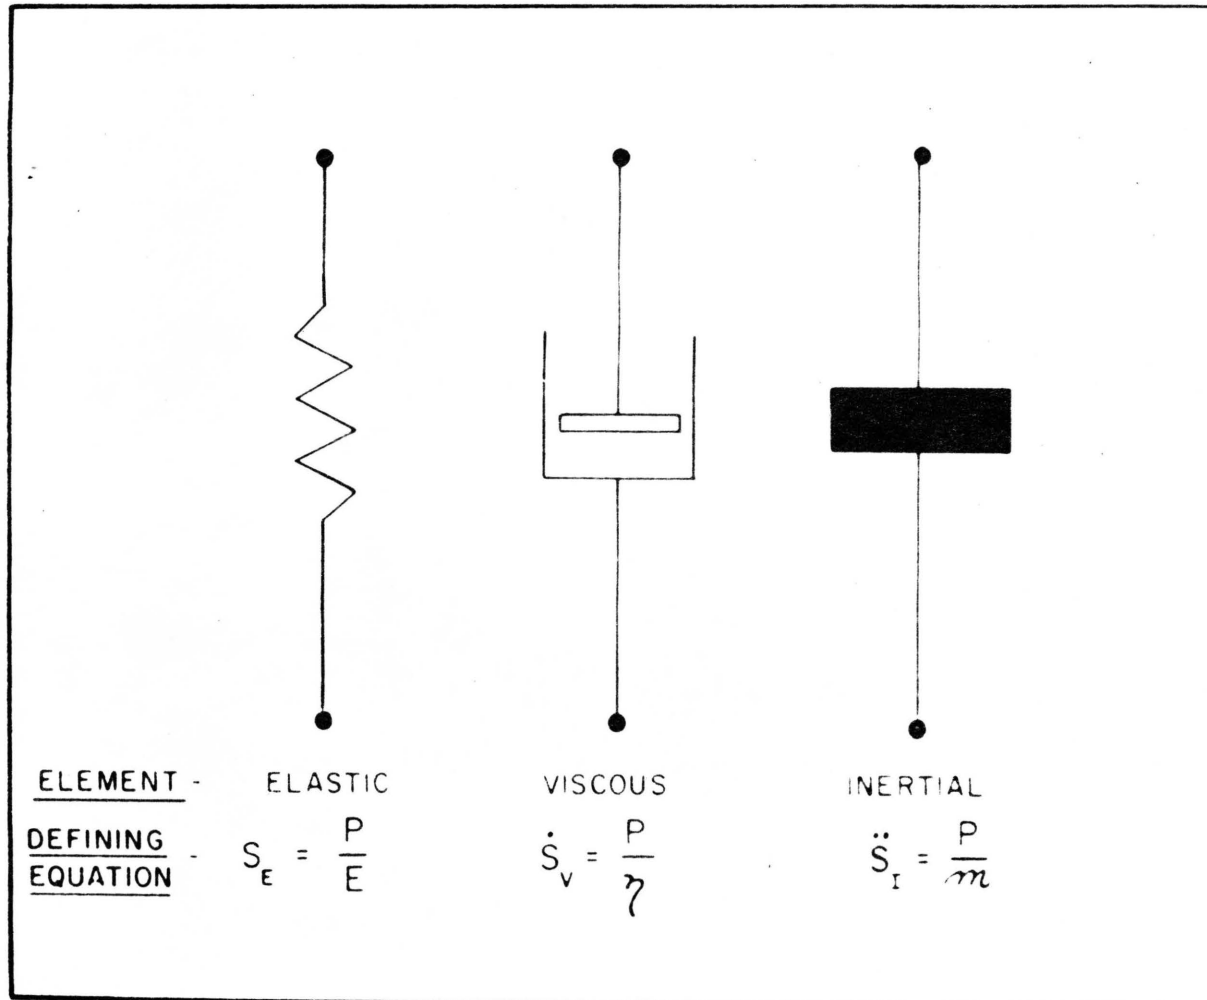 ELEMENT - ELASTIC VISCOUS INERTIAL
DEFINING EQUATION - S_E = P/E Ṡ_V = P/η S̈_I = P/m